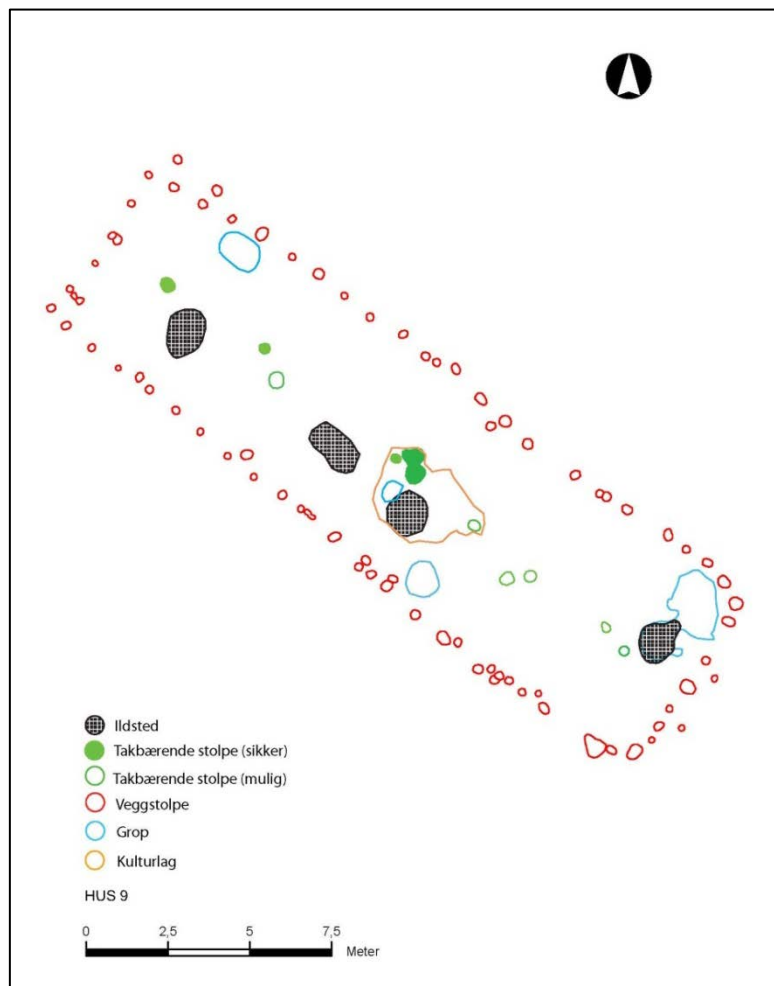 Ildsted
Takbærende stolpe (sikker)
Takbærende stolpe (mulig)
Veggstolpe
Grop
Kulturlag
HUS 9
0 2,5 5 7,5
Meter